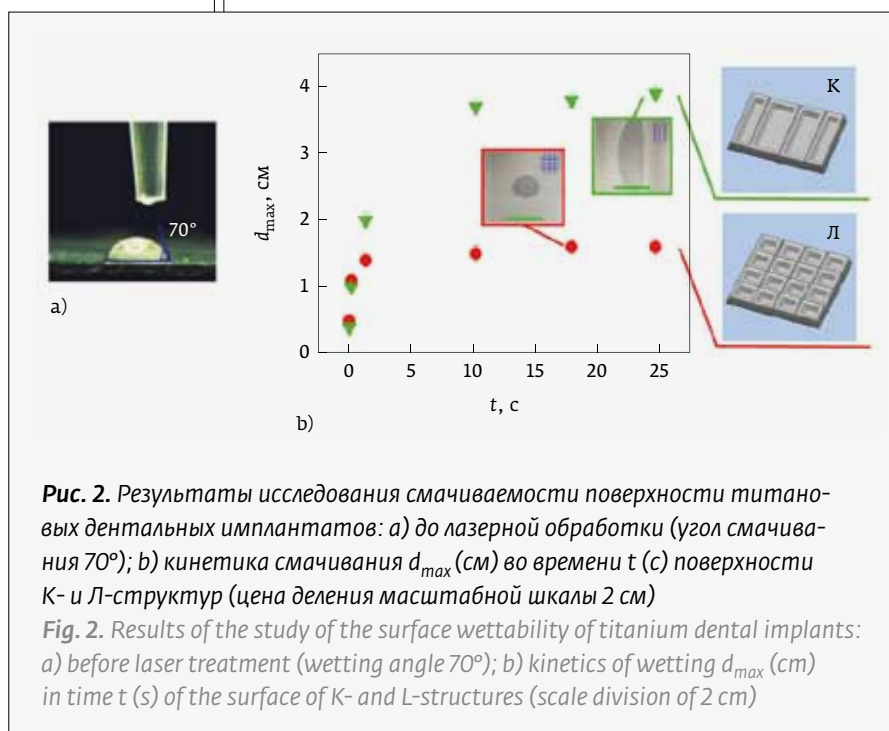 70°
a)
d_max, см
4
3
2
1
0
0 5 10 15 20 25
t, с
b)
К
Л
Рис. 2. Результаты исследования смачиваемости поверхности титано-
вых дентальных имплантатов: a) до лазерной обработки (угол смачива-
ния 70°); b) кинетика смачивания d_max (см) во времени t (с) поверхности
К- и Л-структур (цена деления масштабной шкалы 2 см)
Fig. 2. Results of the study of the surface wettability of titanium dental implants:
a) before laser treatment (wetting angle 70°); b) kinetics of wetting d_max (cm)
in time t (s) of the surface of K- and L-structures (scale division of 2 cm)